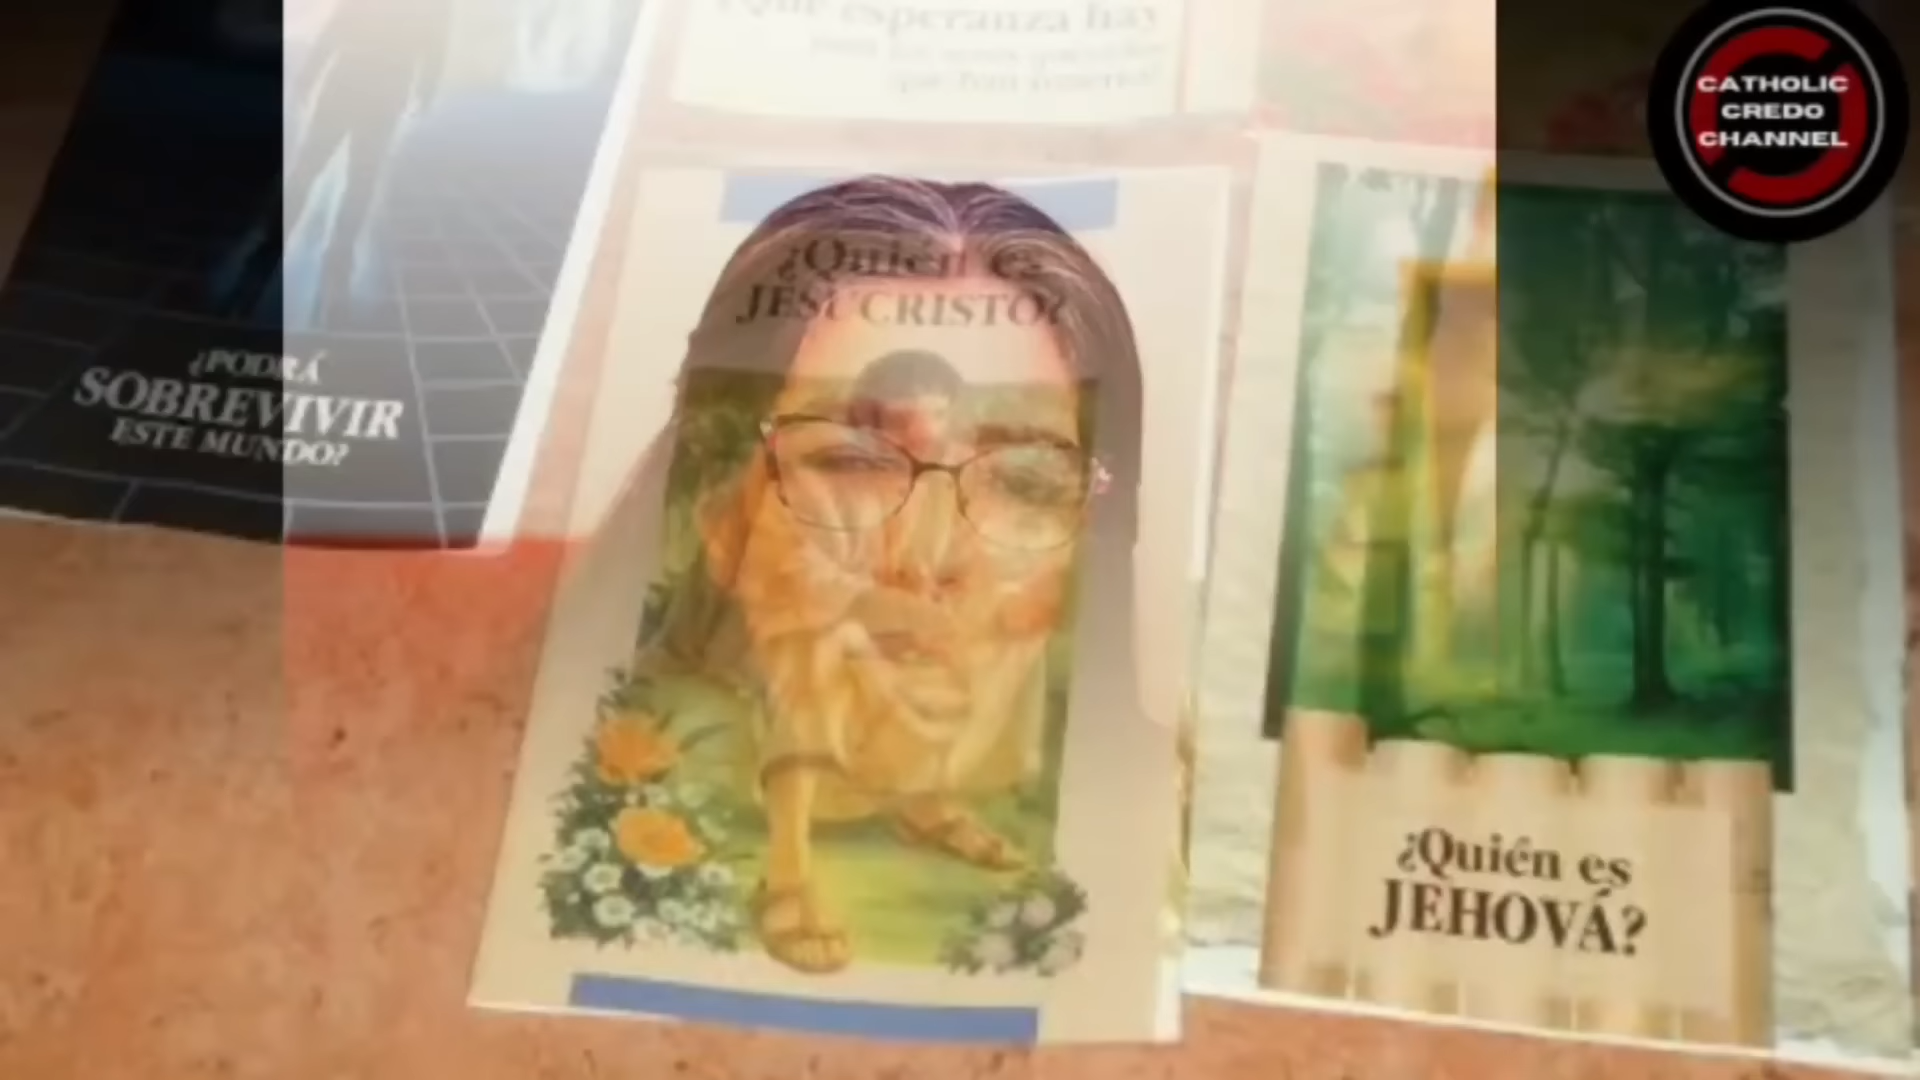 ¿Qué esperanza hay
CATHOLIC
CREDO
CHANNEL
¿PODRÁ
SOBREVIVIR
ESTE MUNDO?
¿Quién es
JESUCRISTO?
¿Quién es
JEHOVÁ?